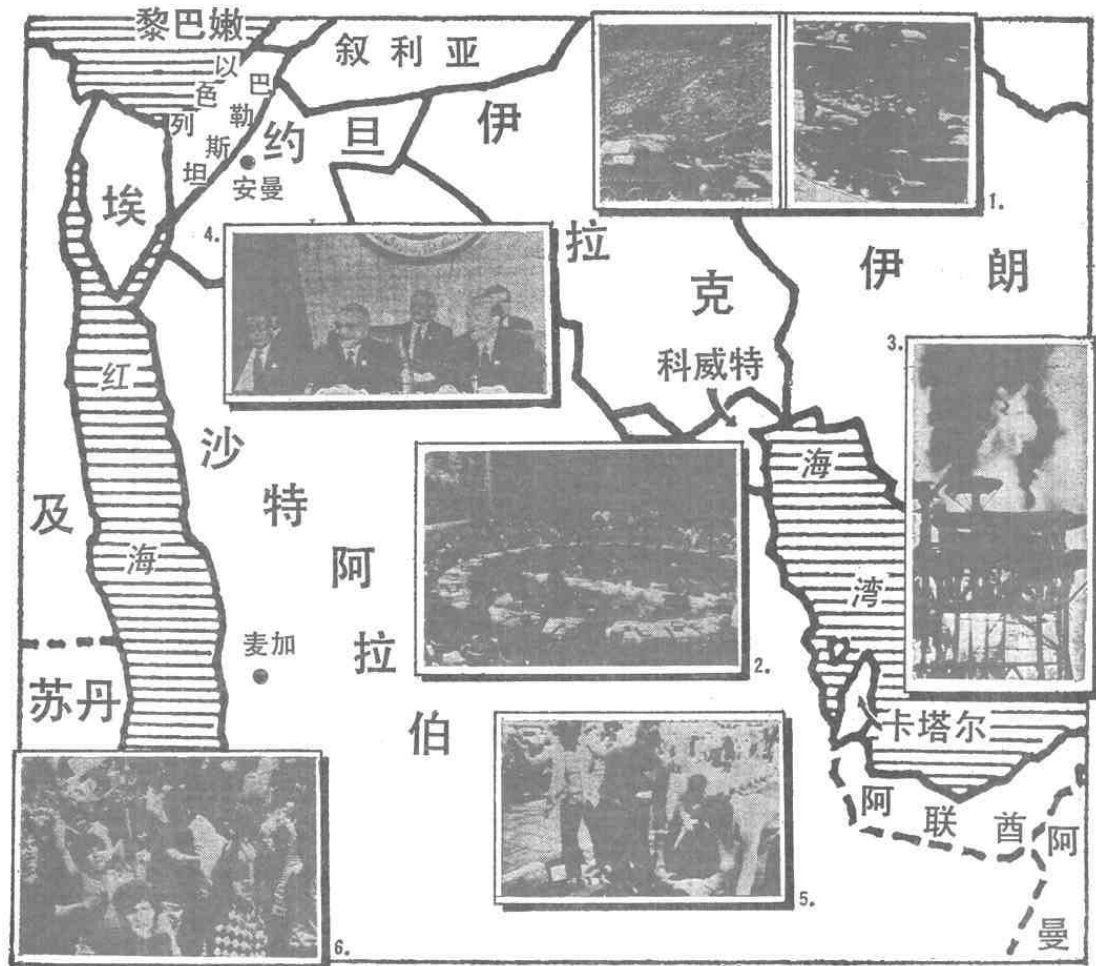 黎巴嫩
叙利亚
以色列
巴勒斯坦
约旦
安曼
伊拉克
伊朗
1.
埃及
4.
3.
科威特
红海
沙特阿拉伯
海湾
2.
麦加
苏丹
卡塔尔
阿联酋
阿曼
5.
6.